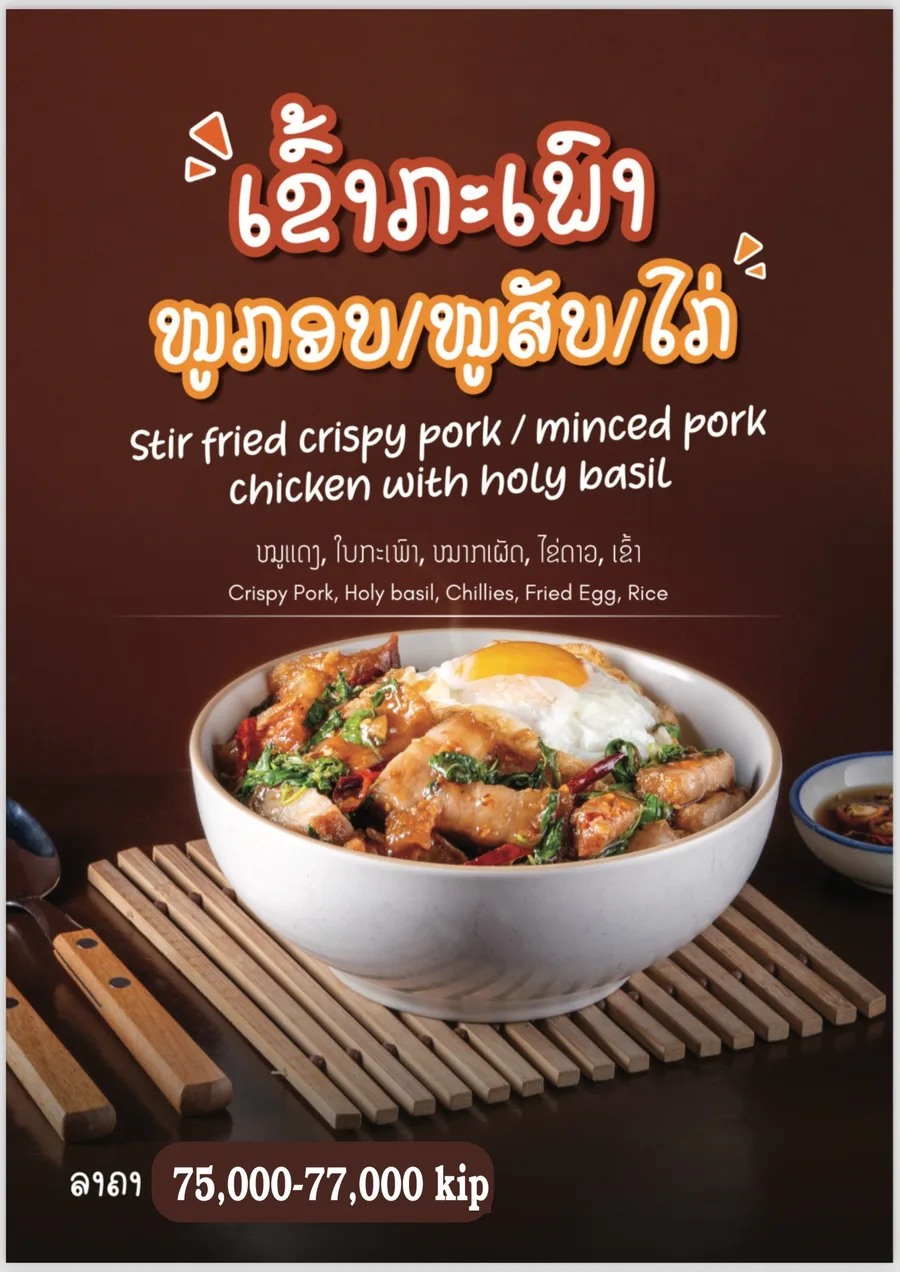 ເຂົ້າກະເພົາ
ໝູກອບ/ໝູສັບ/ໄກ່
Stir fried crispy pork / minced pork
chicken with holy basil
ໝູແດງ, ໃບກະເພົາ, ໝາກເຜັດ, ໄຂ່ດາວ, ເຂົ້າ
Crispy Pork, Holy basil, Chillies, Fried Egg, Rice
ລາຄາ 75,000-77,000 kip